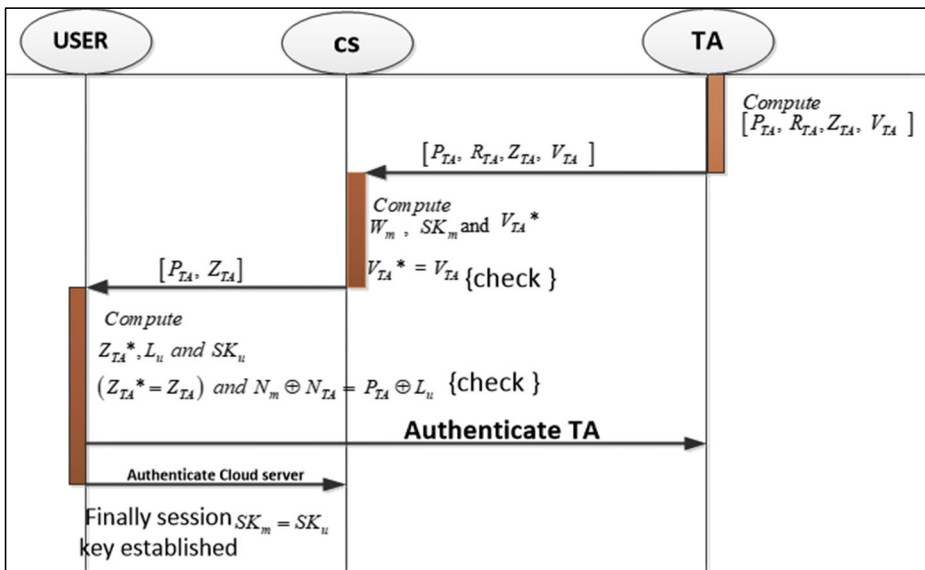 USER
cs
TA
Compute
[P_TA, R_TA, Z_TA, V_TA ]
[P_TA, R_TA, Z_TA, V_TA ]
Compute
W_m , SK_m and V_TA*
V_TA* = V_TA {check }
[P_TA, Z_TA]
Compute
Z_TA*, L_u and SK_u
(Z_TA* = Z_TA) and N_m ⊕ N_TA = P_TA ⊕ L_u {check }
Authenticate TA
Authenticate Cloud server
Finally session SK_m = SK_u
key established